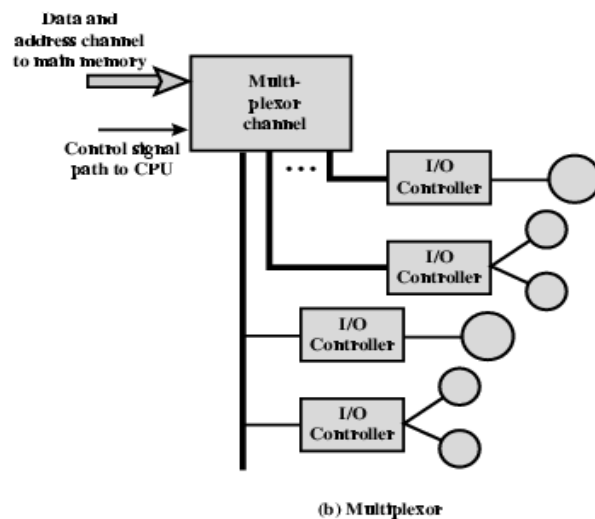 Data and
address channel
to main memory
Multi-
plexor
channel
Control signal
path to CPU
...
I/O
Controller
I/O
Controller
I/O
Controller
I/O
Controller
(b) Multiplexor